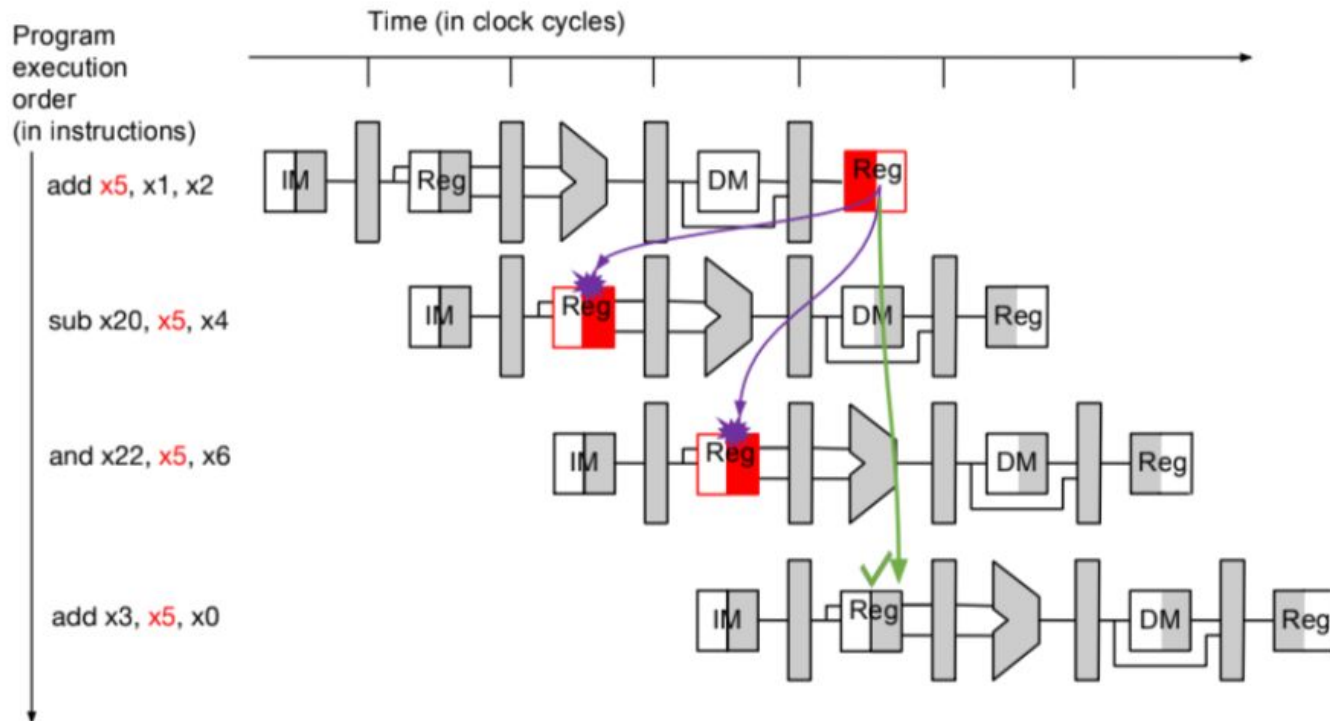 Time (in clock cycles)
Program
execution
order
(in instructions)
add x5, x1, x2
IM
Reg
DM
Reg
sub x20, x5, x4
IM
Reg
DM
Reg
and x22, x5, x6
IM
Reg
DM
Reg
add x3, x5, x0
IM
Reg
DM
Reg